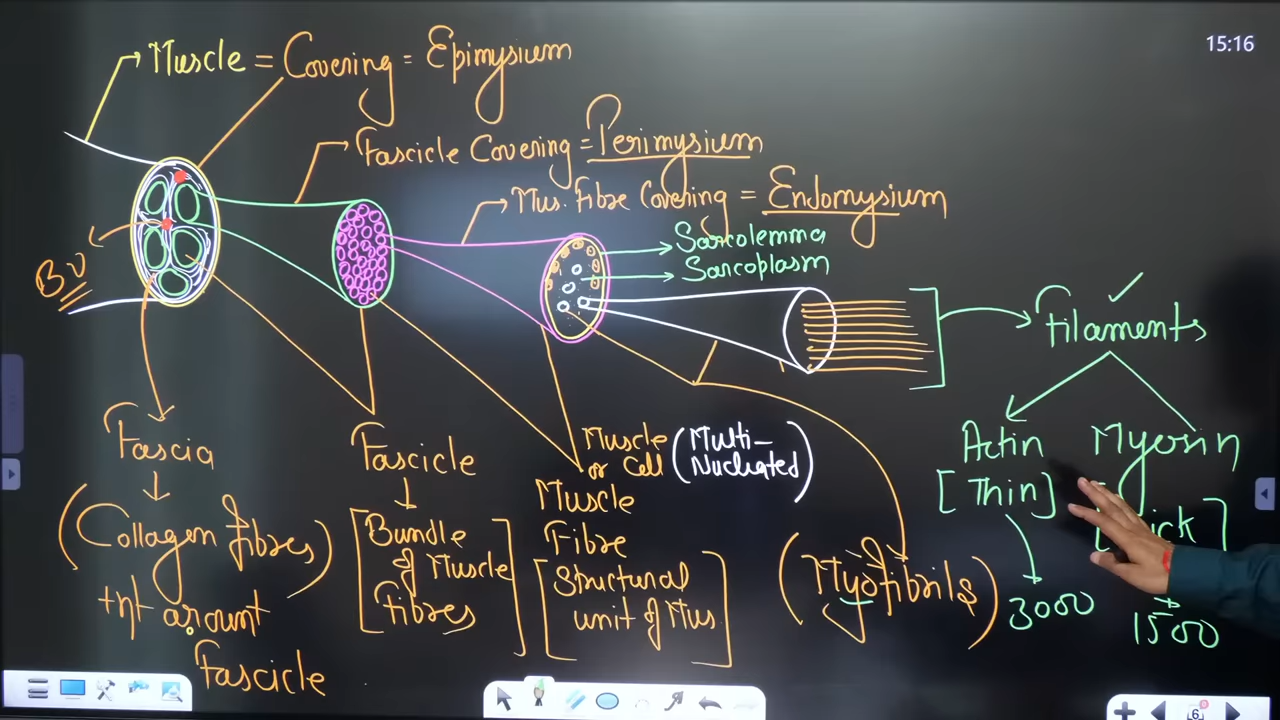 15:16
Muscle = Covering = Epimysium
Fascicle Covering = Perimysium
Mus. Fibre Covering = Endomysium
Sarcolemma
Sarcoplasm
BV
Filaments
Actin
[Thin]
3000
Myosin
1500
Fascia
(Collagen fibres)
around
Fascicle
Fascicle
[Bundle
of Muscle
Fibres]
Muscle
or Cell
(Multi-
Nucliated)
Muscle
Fibre
[Structural
unit of Mus]
(Myofibrils)
6